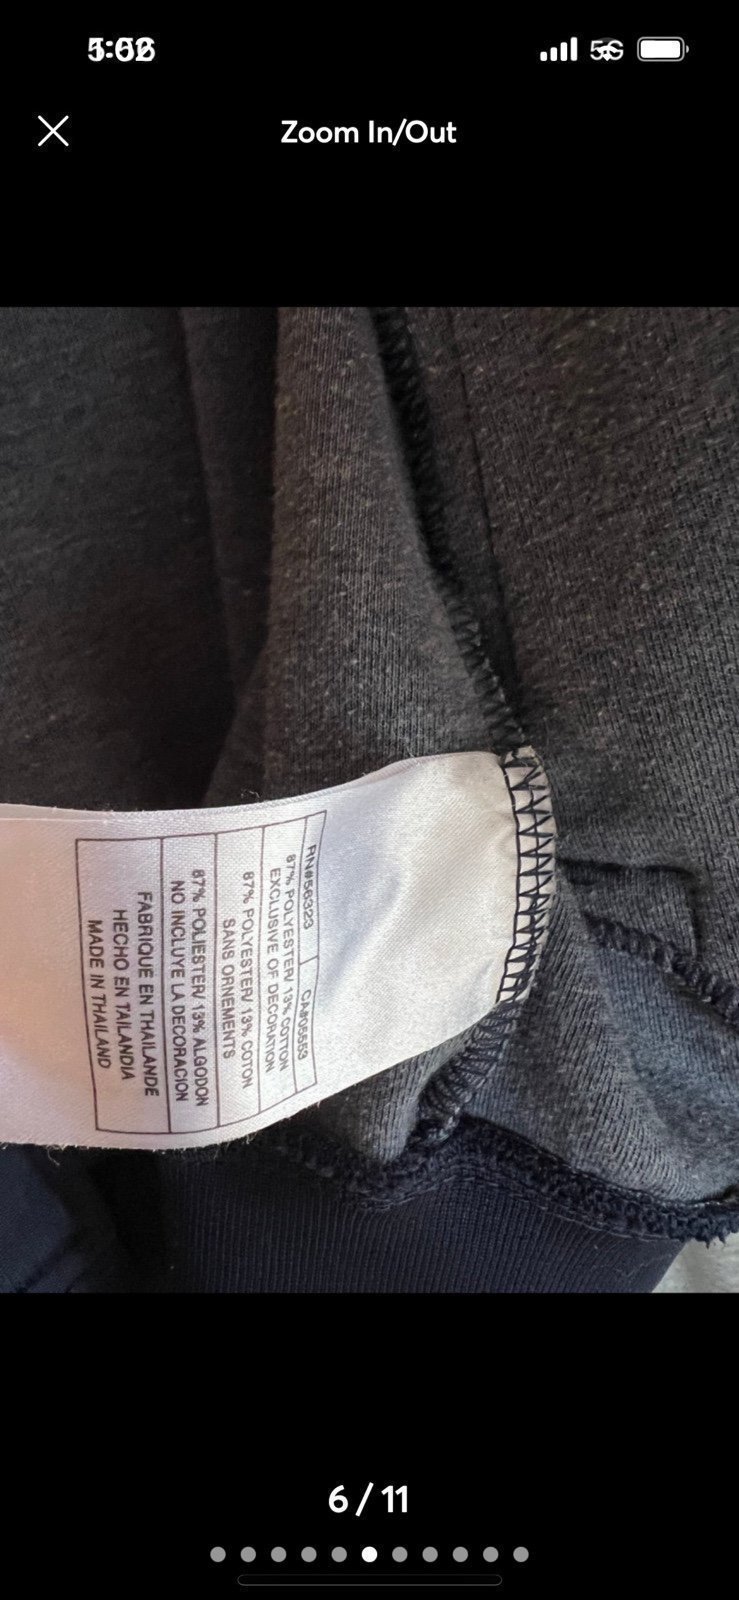 Zoom In/Out
RN#56323 CA#05553
87% POLYESTER/ 13% COTTON
EXCLUSIVE OF DECORATION
87% POLYESTER/ 13% COTON
SANS ORNEMENTS
87% POLIESTER/ 13% ALGODON
NO INCLUYE LA DECORACION
FABRIQUE EN THAILANDE
HECHO EN TAILANDIA
MADE IN THAILAND
6 / 11